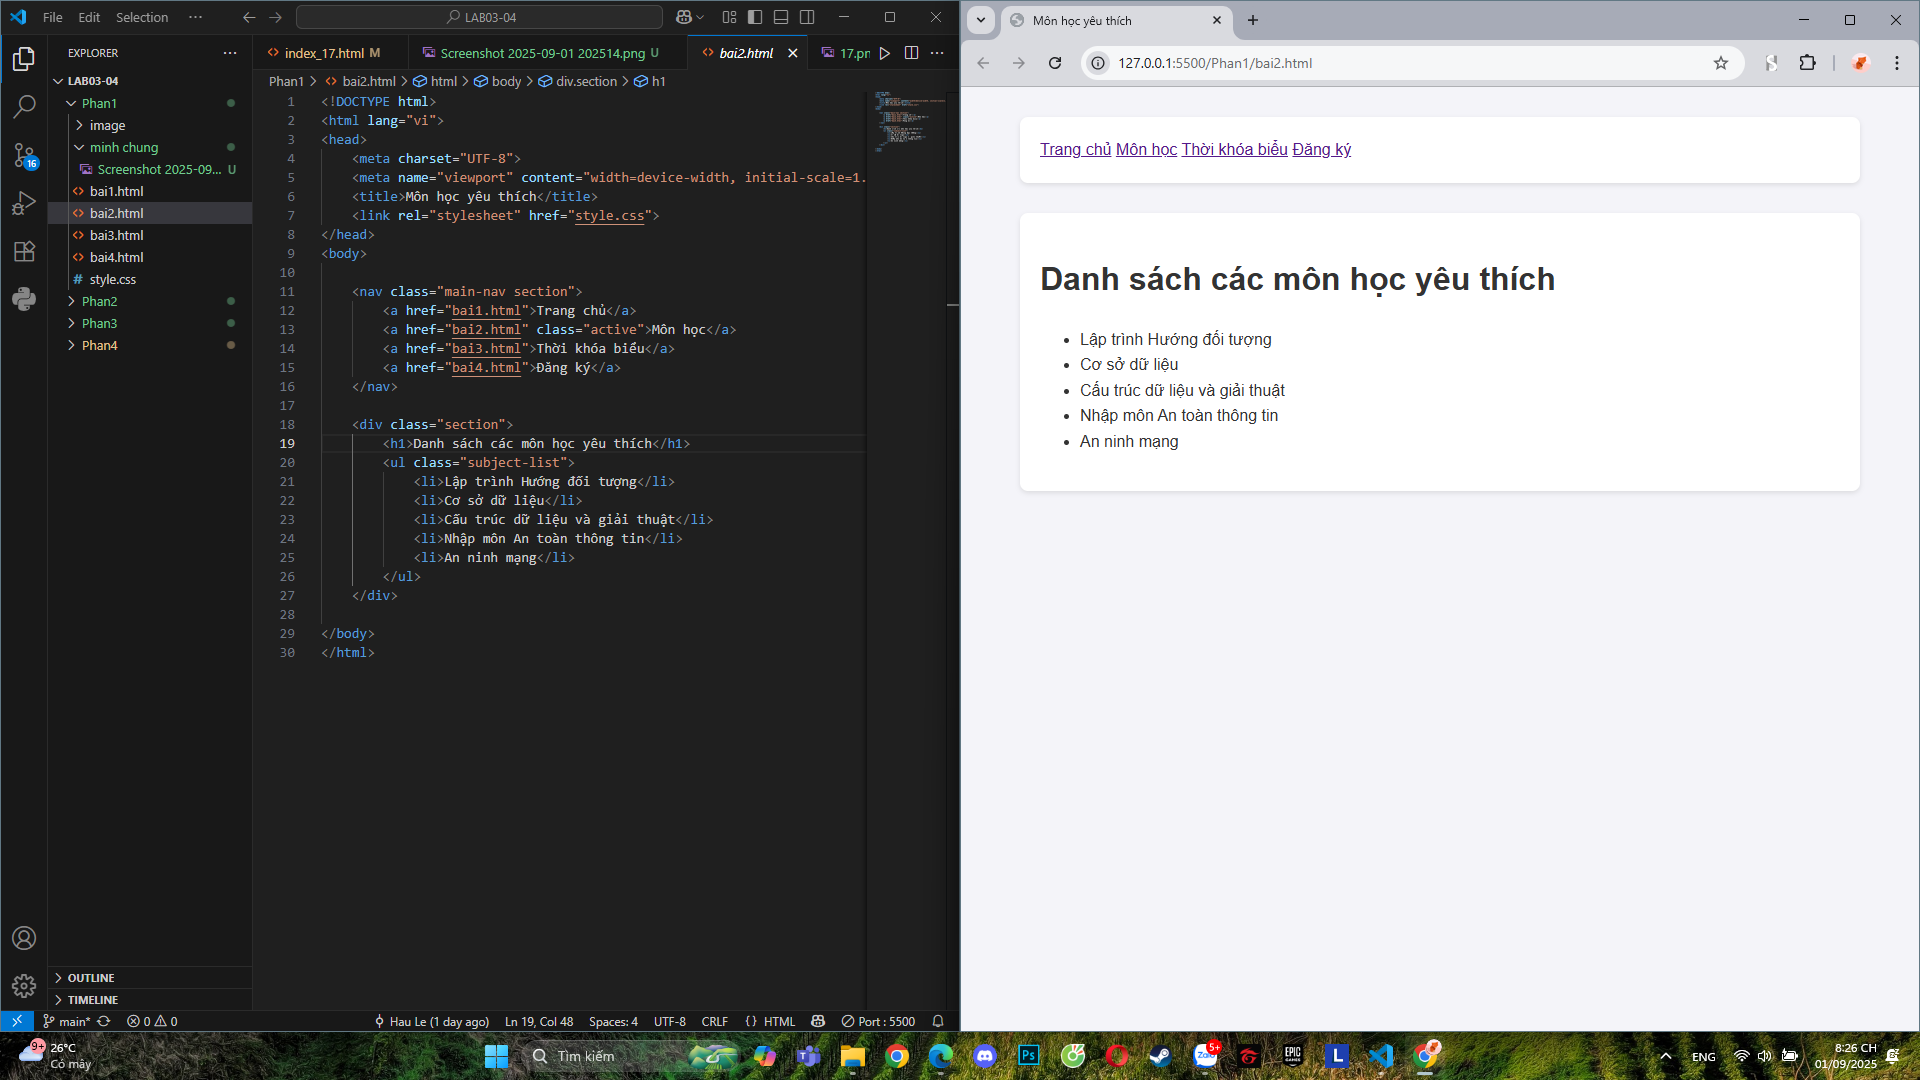 File Edit Selection ···
LAB03-04
EXPLORER
LAB03-04
Phan1
image
minh chung
Screenshot 2025-09... U
bai1.html
bai2.html
bai3.html
bai4.html
# style.css
Phan2
Phan3
Phan4
OUTLINE
TIMELINE
16
index_17.html M
Screenshot 2025-09-01 202514.png U
bai2.html
17.pn
Phan1 > bai2.html > html > body > div.section > h1
1 <!DOCTYPE html>
2 <html lang="vi">
3 <head>
4 <meta charset="UTF-8">
5 <meta name="viewport" content="width=device-width, initial-scale=1.
6 <title>Môn học yêu thích</title>
7 <link rel="stylesheet" href="style.css">
8 </head>
9 <body>
10
11 <nav class="main-nav section">
12 <a href="bai1.html">Trang chủ</a>
13 <a href="bai2.html" class="active">Môn học</a>
14 <a href="bai3.html">Thời khóa biểu</a>
15 <a href="bai4.html">Đăng ký</a>
16 </nav>
17
18 <div class="section">
19 <h1>Danh sách các môn học yêu thích</h1>
20 <ul class="subject-list">
21 <li>Lập trình Hướng đối tượng</li>
22 <li>Cơ sở dữ liệu</li>
23 <li>Cấu trúc dữ liệu và giải thuật</li>
24 <li>Nhập môn An toàn thông tin</li>
25 <li>An ninh mạng</li>
26 </ul>
27 </div>
28
29 </body>
30 </html>
main* 0 0 Hau Le (1 day ago) Ln 19, Col 48 Spaces: 4 UTF-8 CRLF {} HTML Port : 5500
Môn học yêu thích
127.0.0.1:5500/Phan1/bai2.html
Trang chủ Môn học Thời khóa biểu Đăng ký
Danh sách các môn học yêu thích
• Lập trình Hướng đối tượng
• Cơ sở dữ liệu
• Cấu trúc dữ liệu và giải thuật
• Nhập môn An toàn thông tin
• An ninh mạng
9+
26°C
Có mây
Tìm kiếm
Ps
Zalo
5+
EPIC GAMES
L
ENG
8:26 CH
01/09/2025